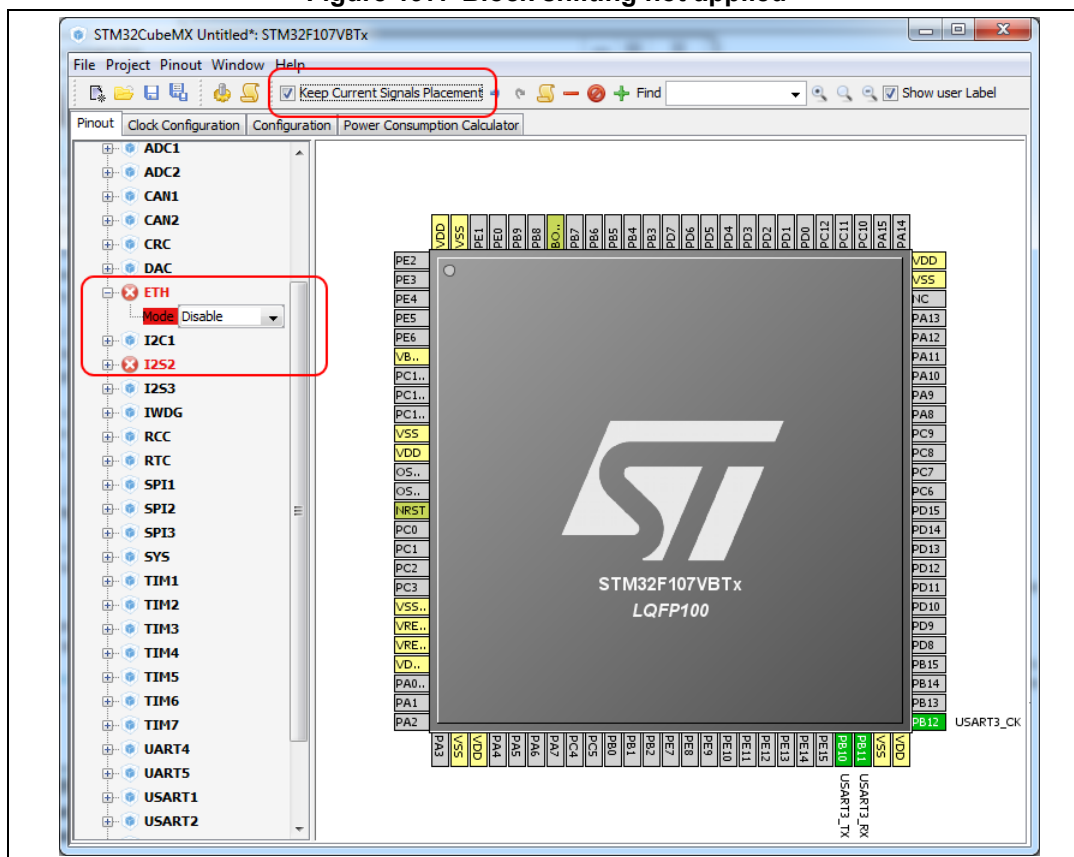 Figure 191.  Block shifting not applied
STM32CubeMX Untitled*: STM32F107VBTx
File Project Pinout Window Help
Keep Current Signals Placement Find Show user Label
Pinout Clock Configuration Configuration Power Consumption Calculator
ADC1
ADC2
CAN1
CAN2
CRC
DAC
ETH
Mode Disable
I2C1
I2S2
I2S3
IWDG
RCC
RTC
SPI1
SPI2
SPI3
SYS
TIM1
TIM2
TIM3
TIM4
TIM5
TIM6
TIM7
UART4
UART5
USART1
USART2
VDD VSS PE1 PE0 PB9 PB8 BO.. PB7 PB6 PB5 PB4 PB3 PD7 PD6 PD5 PD4 PD3 PD2 PD1 PD0 PC12 PC11 PC10 PA15 PA14
PE2
PE3
PE4
PE5
PE6
VB..
PC1..
PC1..
PC1..
VSS
VDD
OS..
OS..
NRST
PC0
PC1
PC2
PC3
VSS..
VRE..
VRE..
VD..
PA0..
PA1
PA2
ST
STM32F107VBTx
LQFP100
VDD
VSS
NC
PA13
PA12
PA11
PA10
PA9
PA8
PC9
PC8
PC7
PC6
PD15
PD14
PD13
PD12
PD11
PD10
PD9
PD8
PB15
PB14
PB13
PB12 USART3_CK
PA3 VSS VDD PA4 PA5 PA6 PA7 PC4 PC5 PB0 PB1 PB2 PE7 PE8 PE9 PE10 PE11 PE12 PE13 PE14 PE15 PB10 PB11 VSS VDD
USART3_TX
USART3_RX